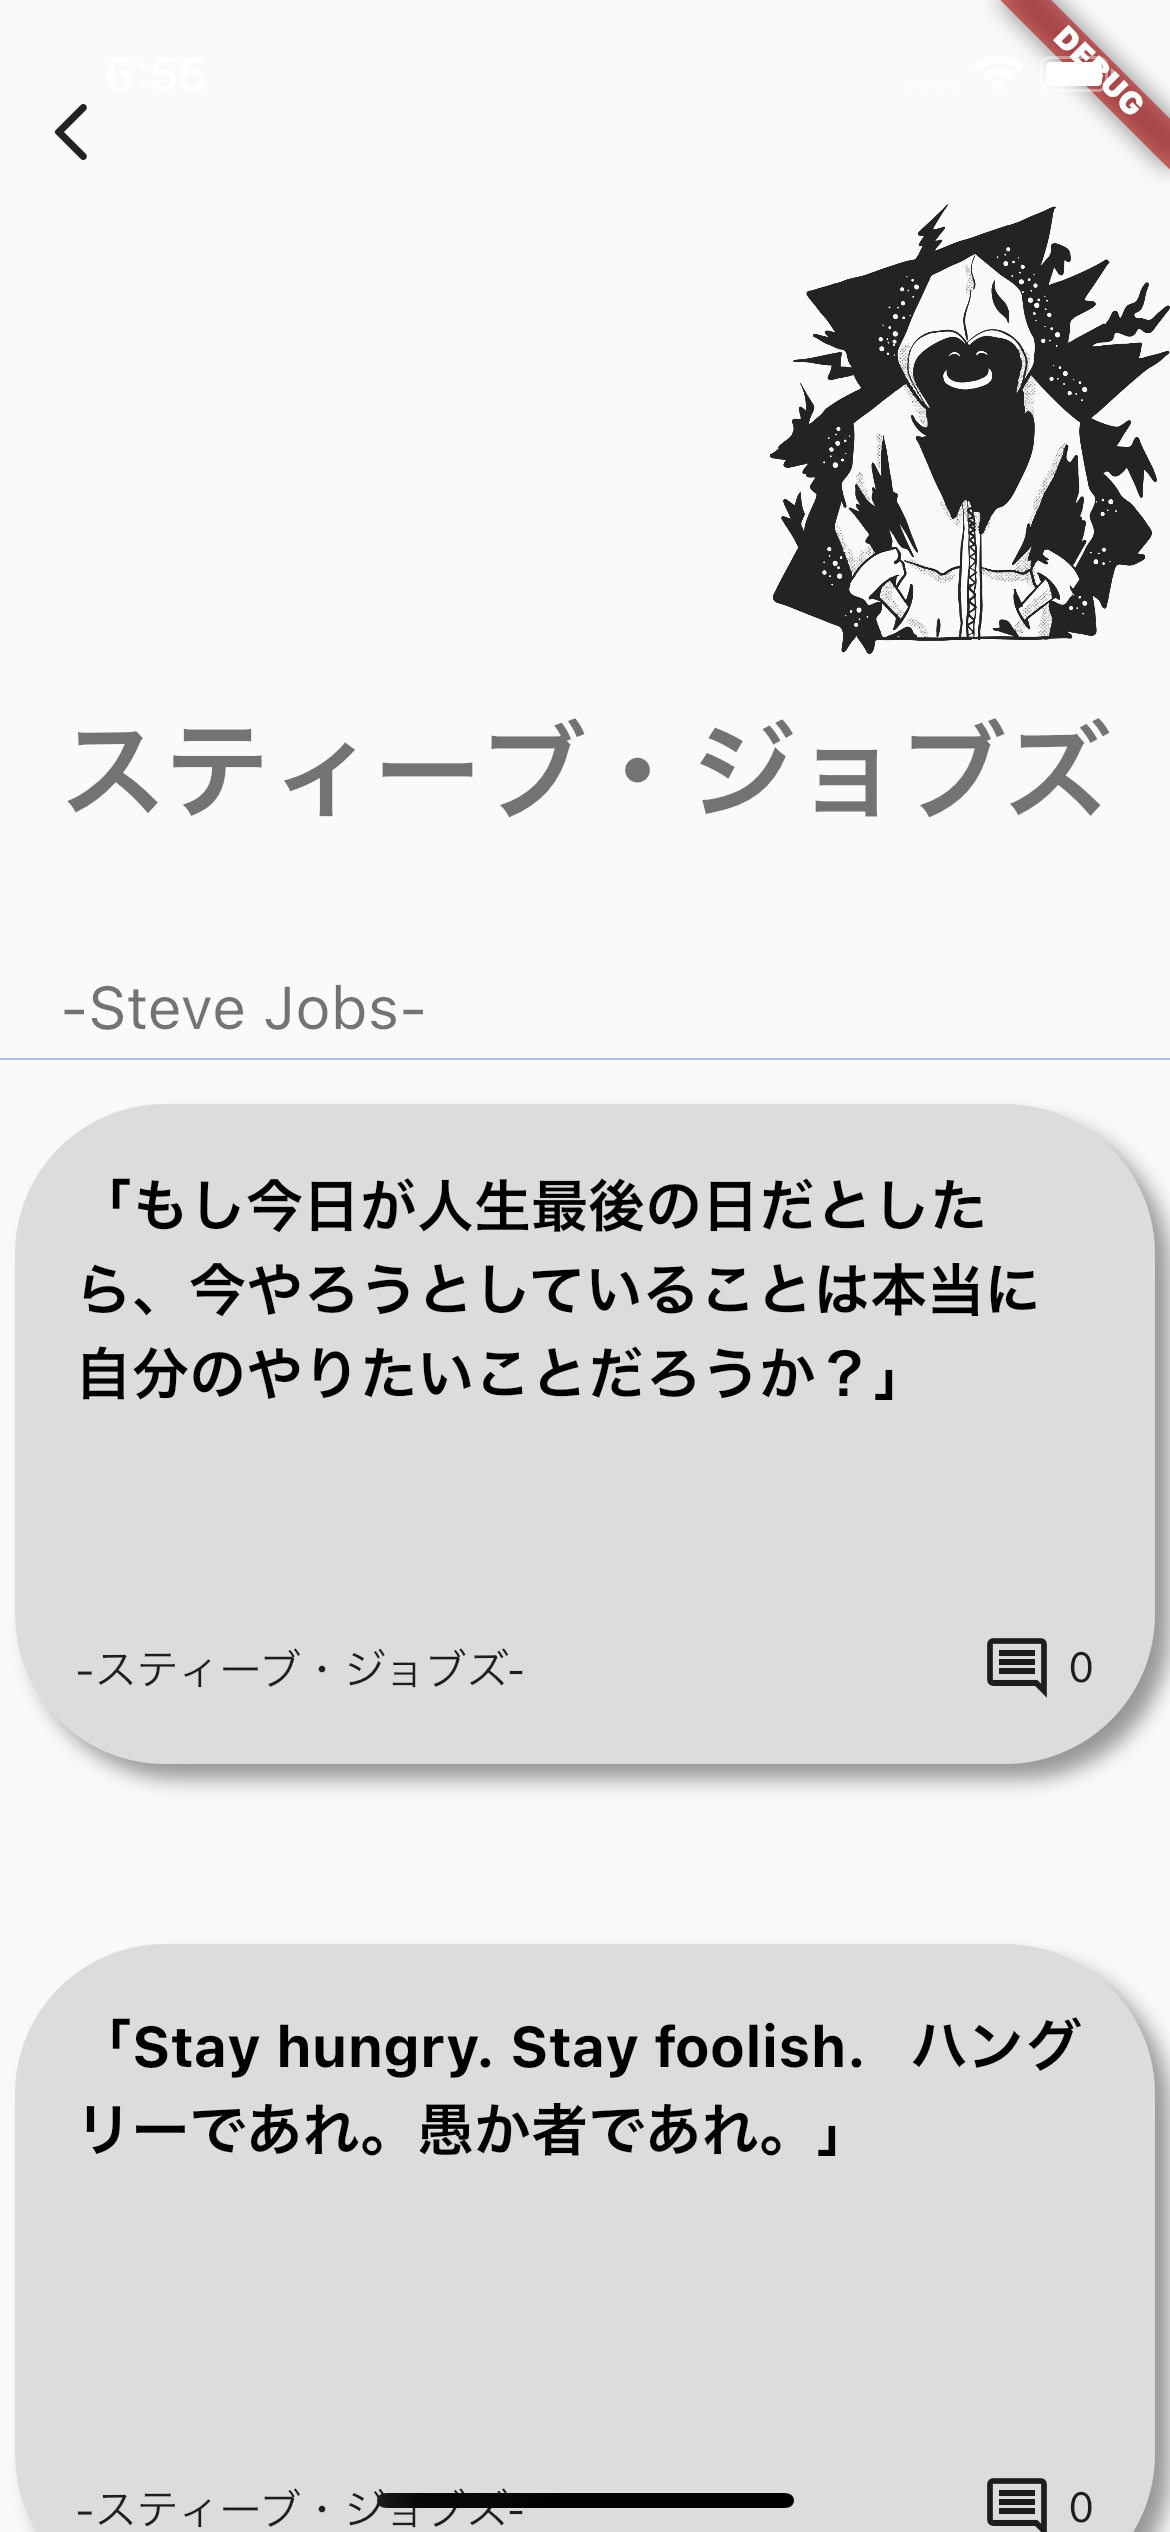 6:55
DEBUG
スティーブ・ジョブズ
-Steve Jobs-
「もし今日が人生最後の日だとした
ら、今やろうとしていることは本当に
自分のやりたいことだろうか？」
-スティーブ・ジョブズ-
0
「Stay hungry. Stay foolish.　ハング
リーであれ。愚か者であれ。」
-スティーブ・ジョブズ-
0